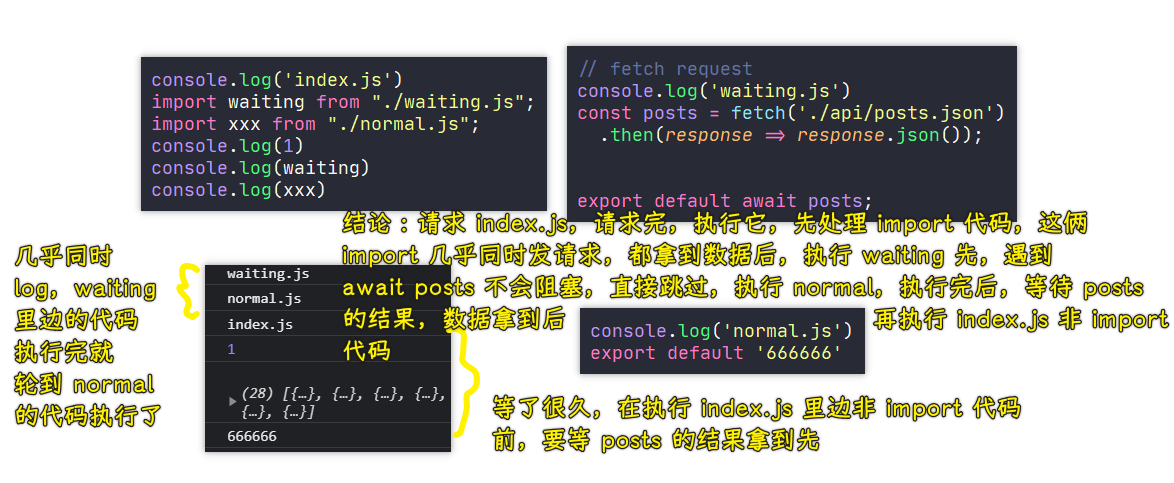 console.log('index.js')
import waiting from "./waiting.js";
import xxx from "./normal.js";
console.log(1)
console.log(waiting)
console.log(xxx)
// fetch request
console.log('waiting.js')
const posts = fetch('./api/posts.json')
.then(response => response.json());
export default await posts;
结论：请求 index.js，请求完，执行它，先处理 import 代码，这俩
import 几乎同时发请求，都拿到数据后，执行 waiting 先，遇到
await posts 不会阻塞，直接跳过，执行 normal，执行完后，等待 posts
的结果，数据拿到后
再执行 index.js 非 import
代码
几乎同时
log，waiting
里边的代码
执行完就
轮到 normal
的代码执行了
waiting.js
normal.js
index.js
1
▶ (28) [{…}, {…}, {…}, {…},
{…}, {…}]
666666
console.log('normal.js')
export default '666666'
等了很久，在执行 index.js 里边非 import 代码
前，要等 posts 的结果拿到先